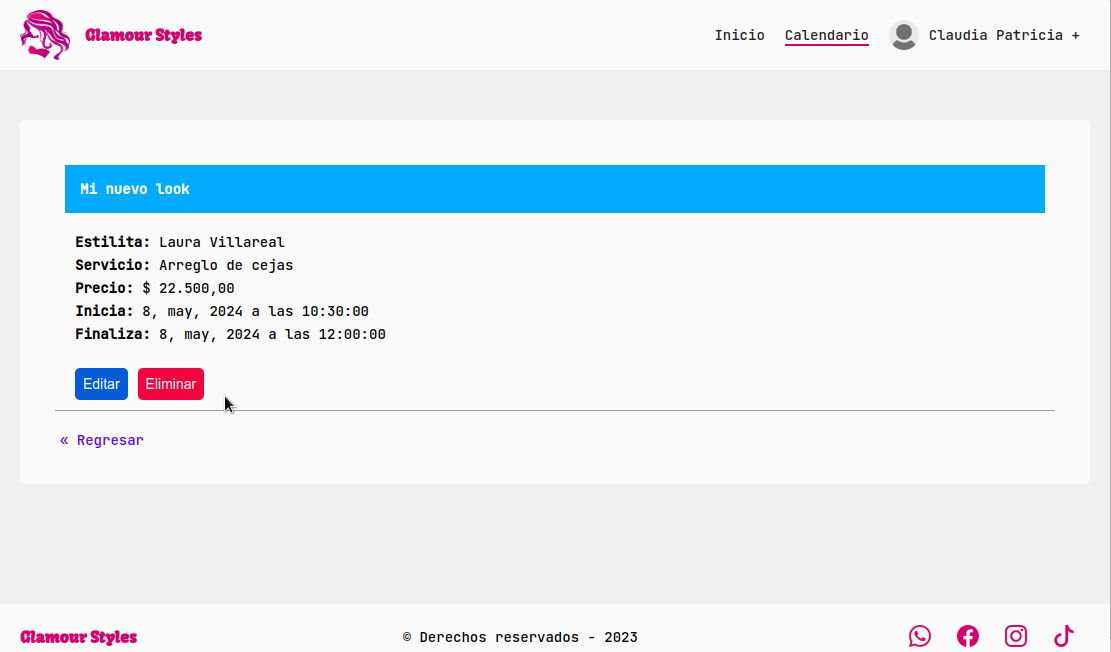 Glamour Styles
Inicio Calendario Claudia Patricia +
Mi nuevo look
Estilita: Laura Villareal
Servicio: Arreglo de cejas
Precio: $ 22.500,00
Inicia: 8, may, 2024 a las 10:30:00
Finaliza: 8, may, 2024 a las 12:00:00
Editar Eliminar
« Regresar
Glamour Styles
© Derechos reservados - 2023